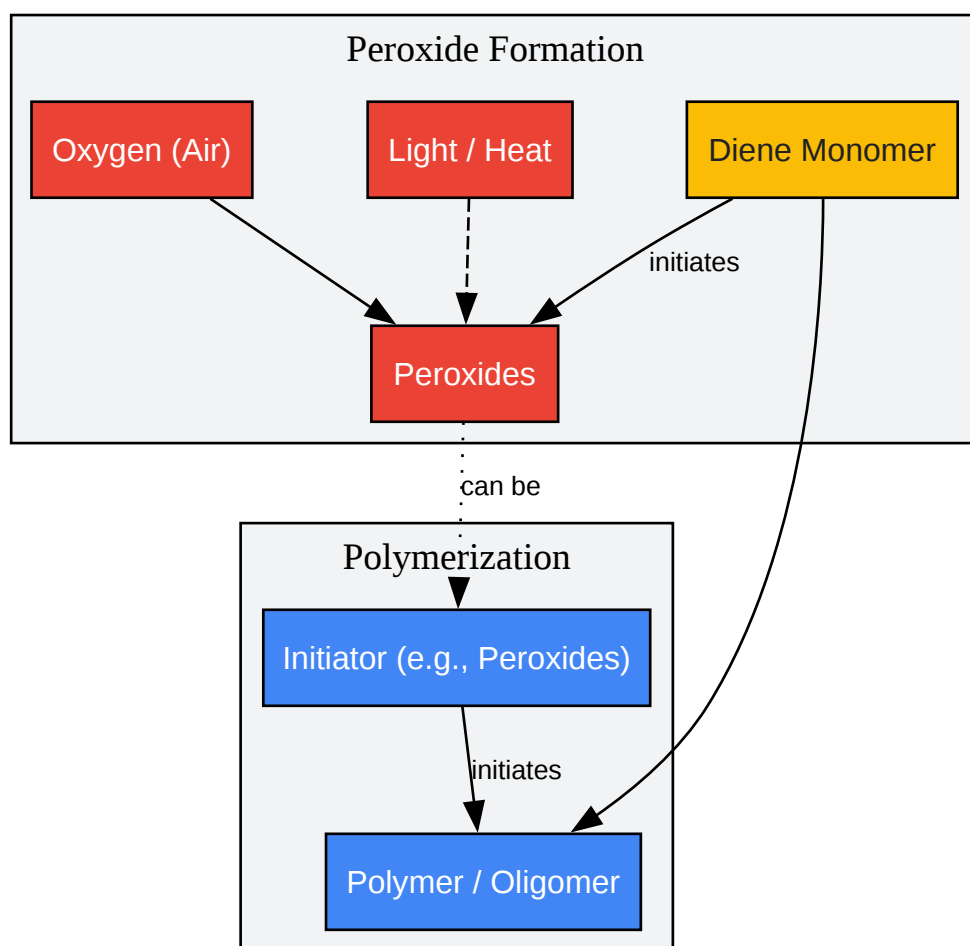 Peroxide Formation
Oxygen (Air)
Light / Heat
Diene Monomer
initiates
Peroxides
can be
Polymerization
Initiator (e.g., Peroxides)
initiates
Polymer / Oligomer